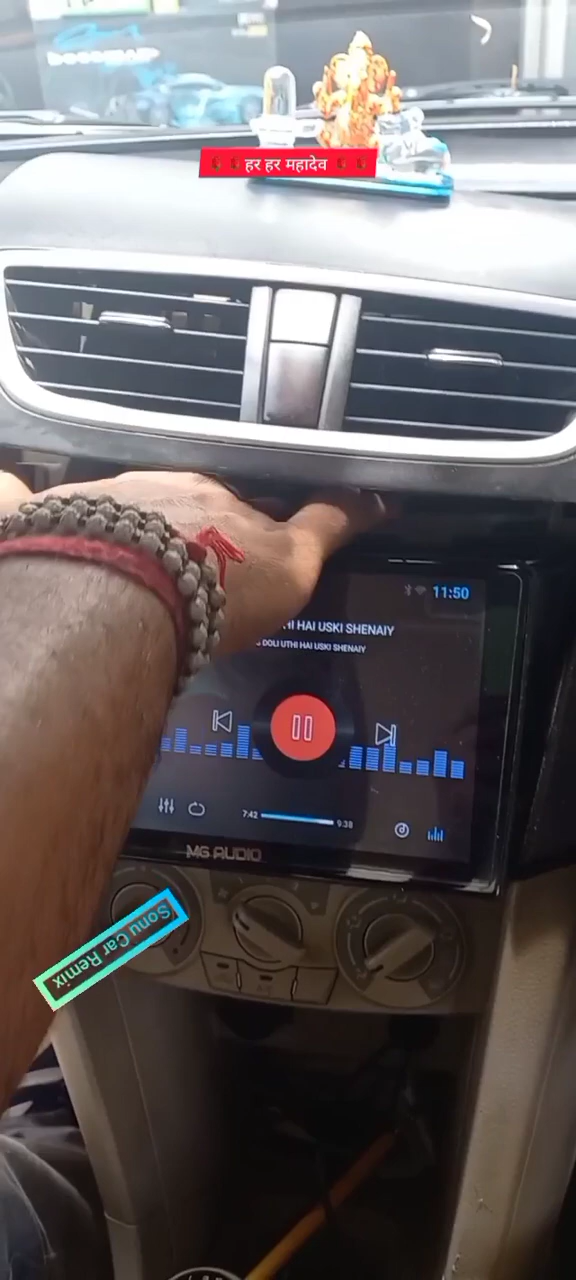 हर हर महादेव
11:50
HI HAI USKI SHENAIY
DOLI UTHI HAI USKI SHENAIY
7:42
9:38
MG AUDIO
Sonu Car Remix